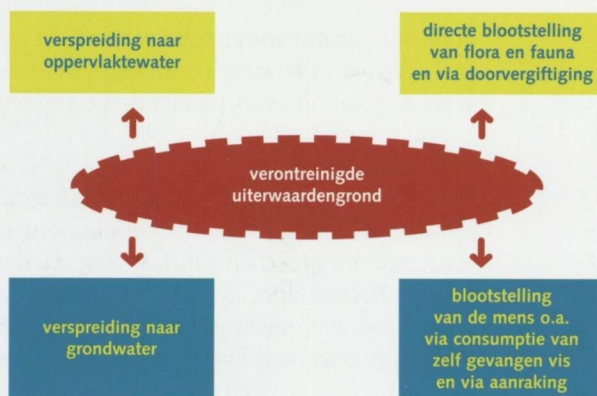 verspreiding naar
oppervlaktewater
directe blootstelling
van flora en fauna
en via doorvergiftiging
verontreinigde
uiterwaardengrond
verspreiding naar
grondwater
blootstelling
van de mens o.a.
via consumptie van
zelf gevangen vis
en via aanraking